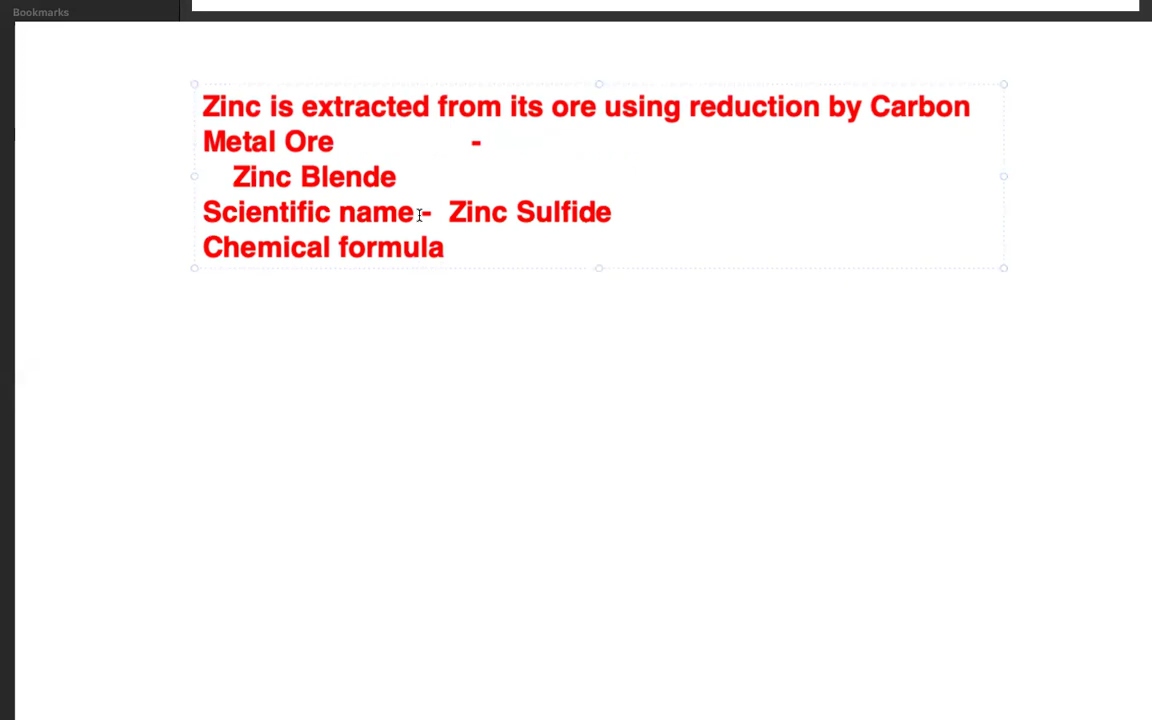 Bookmarks
Zinc is extracted from its ore using reduction by Carbon
Metal Ore -
Zinc Blende
Scientific name - Zinc Sulfide
Chemical formula